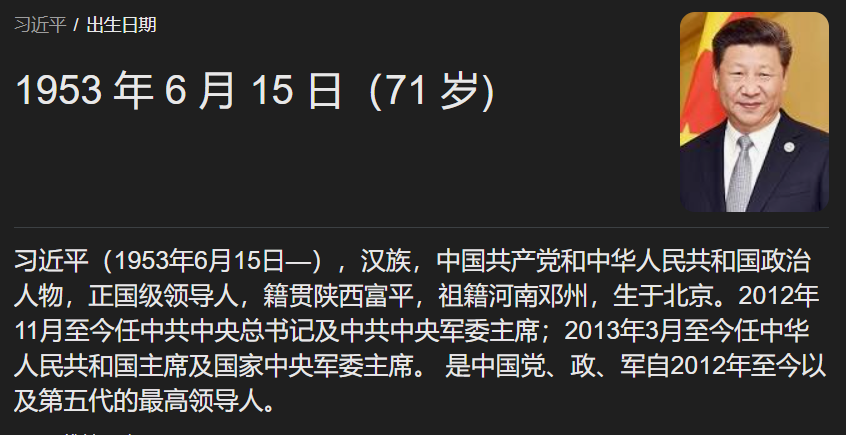 习近平 / 出生日期
1953 年 6 月 15 日（71 岁）
习近平（1953年6月15日—），汉族，中国共产党和中华人民共和国政治
人物，正国级领导人，籍贯陕西富平，祖籍河南邓州，生于北京。2012年
11月至今任中共中央总书记及中共中央军委主席；2013年3月至今任中华
人民共和国主席及国家中央军委主席。 是中国党、政、军自2012年至今以
及第五代的最高领导人。